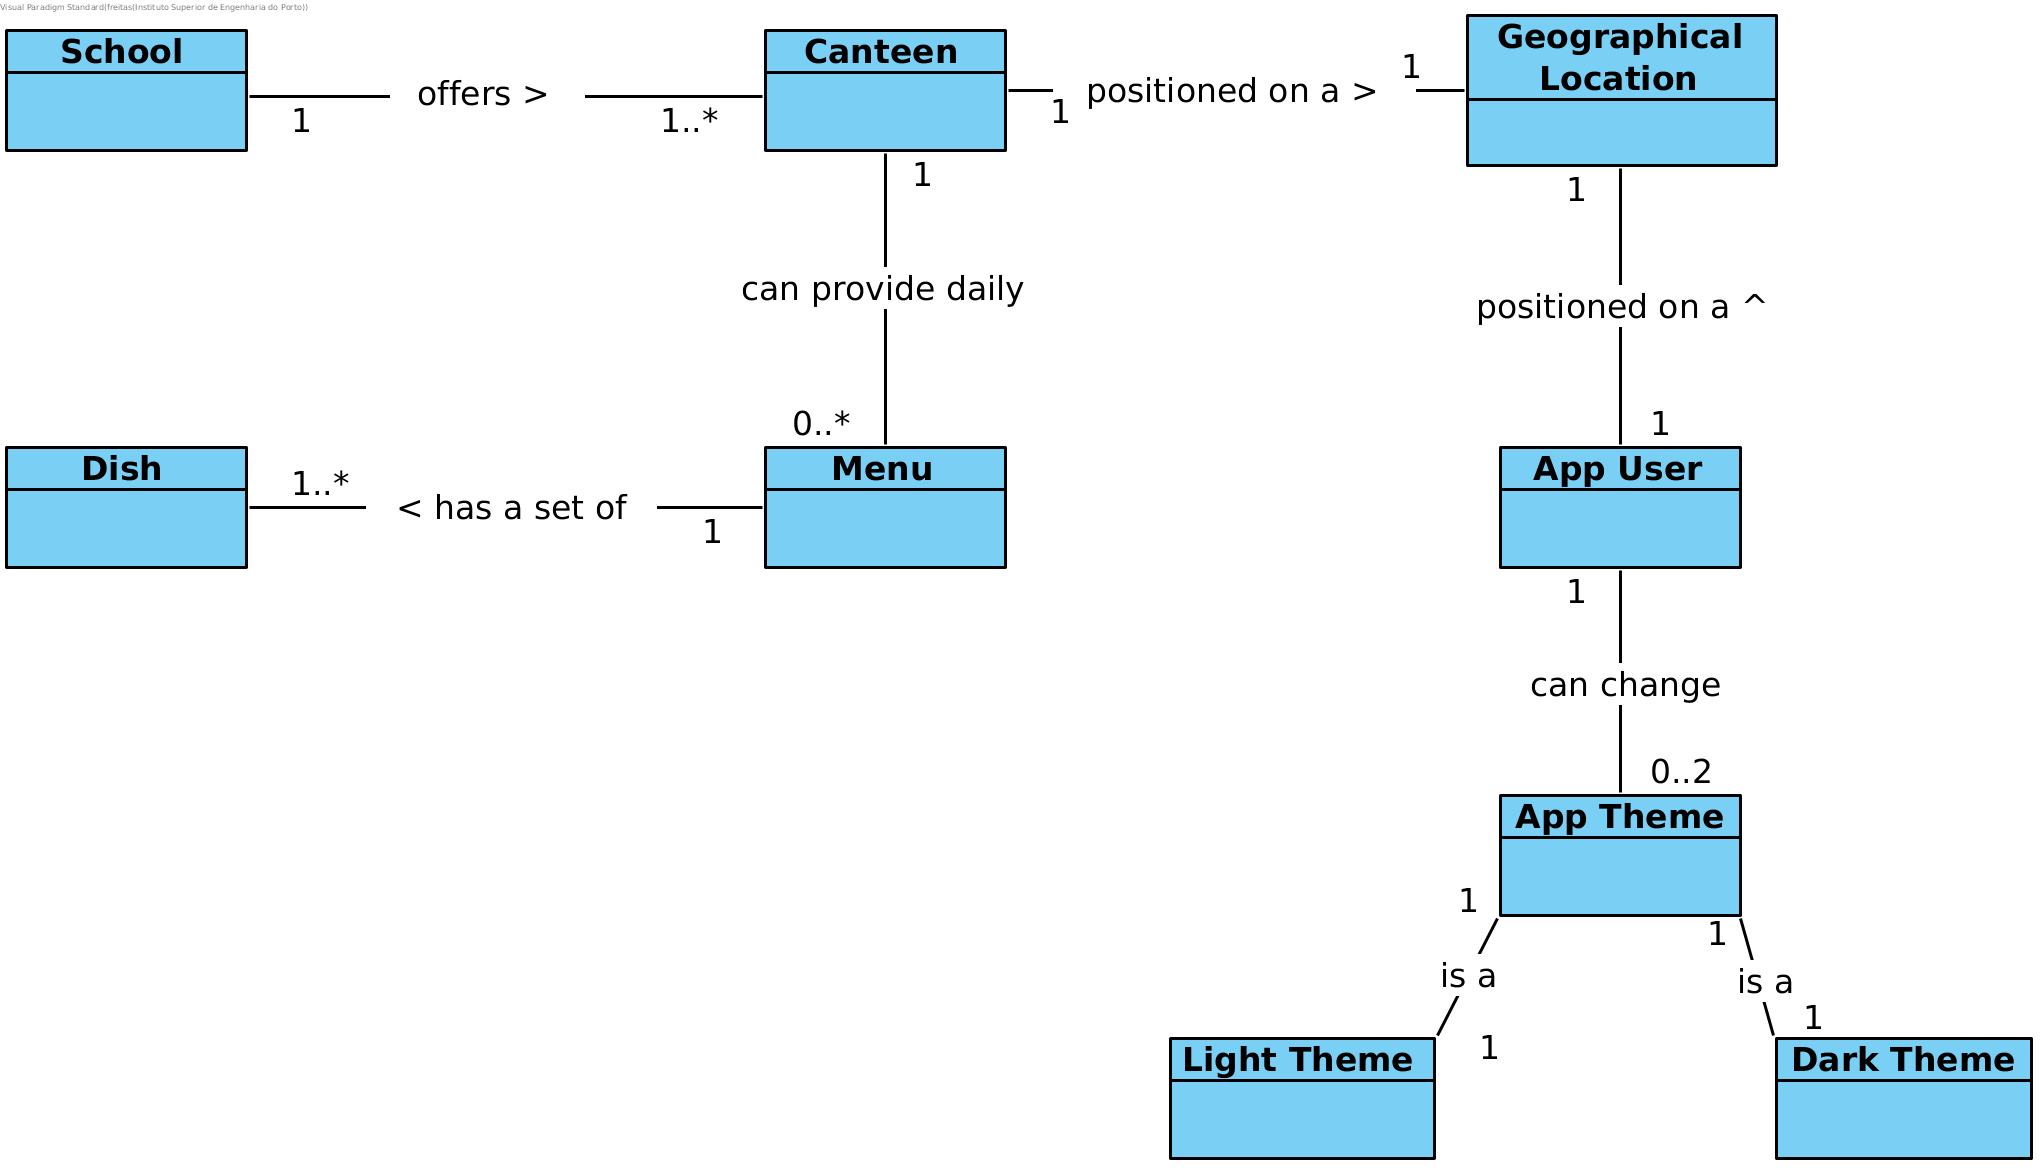 Visual Paradigm Standard(freitas(Instituto Superior de Engenharia do Porto))
School
offers >
1
1..*
Canteen
1
positioned on a >
1
Geographical
Location
1
can provide daily
0..*
1
positioned on a ^
1
Dish
1..*
< has a set of
1
Menu
App User
1
can change
0..2
App Theme
1
is a
1
1
is a
1
Light Theme
Dark Theme